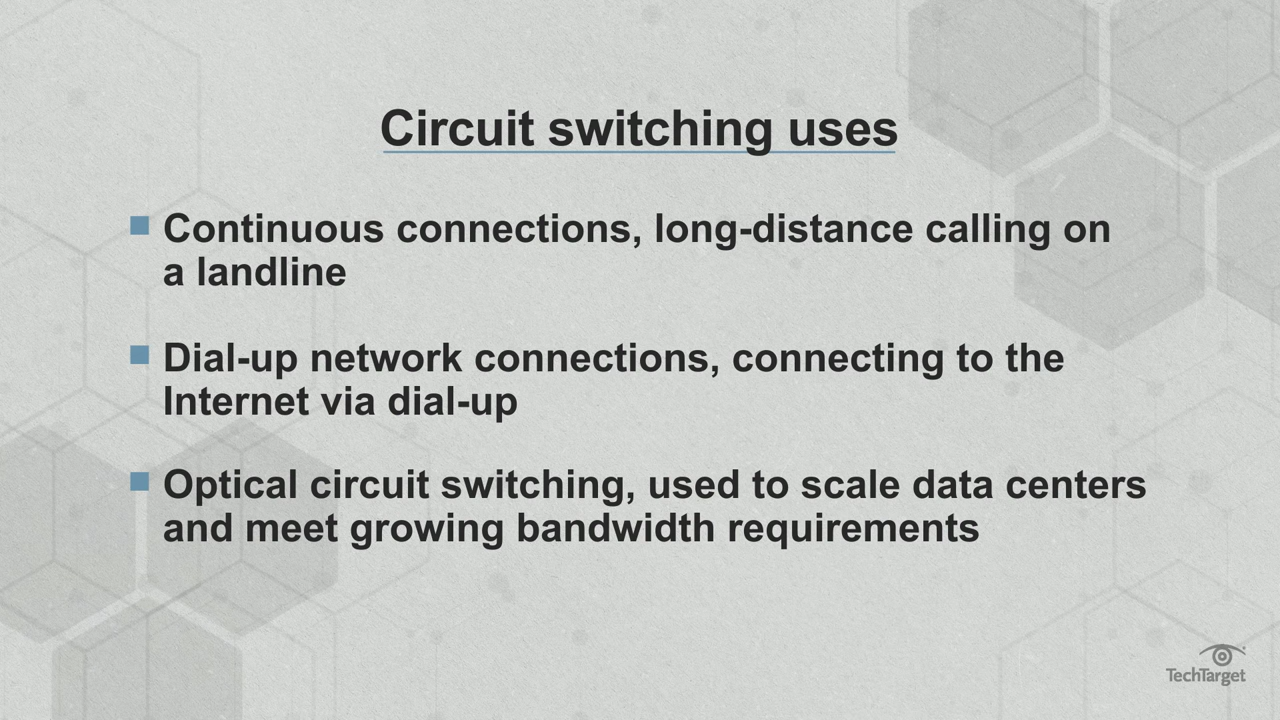 Circuit switching uses
Continuous connections, long-distance calling on
a landline
Dial-up network connections, connecting to the
Internet via dial-up
Optical circuit switching, used to scale data centers
and meet growing bandwidth requirements
TechTarget